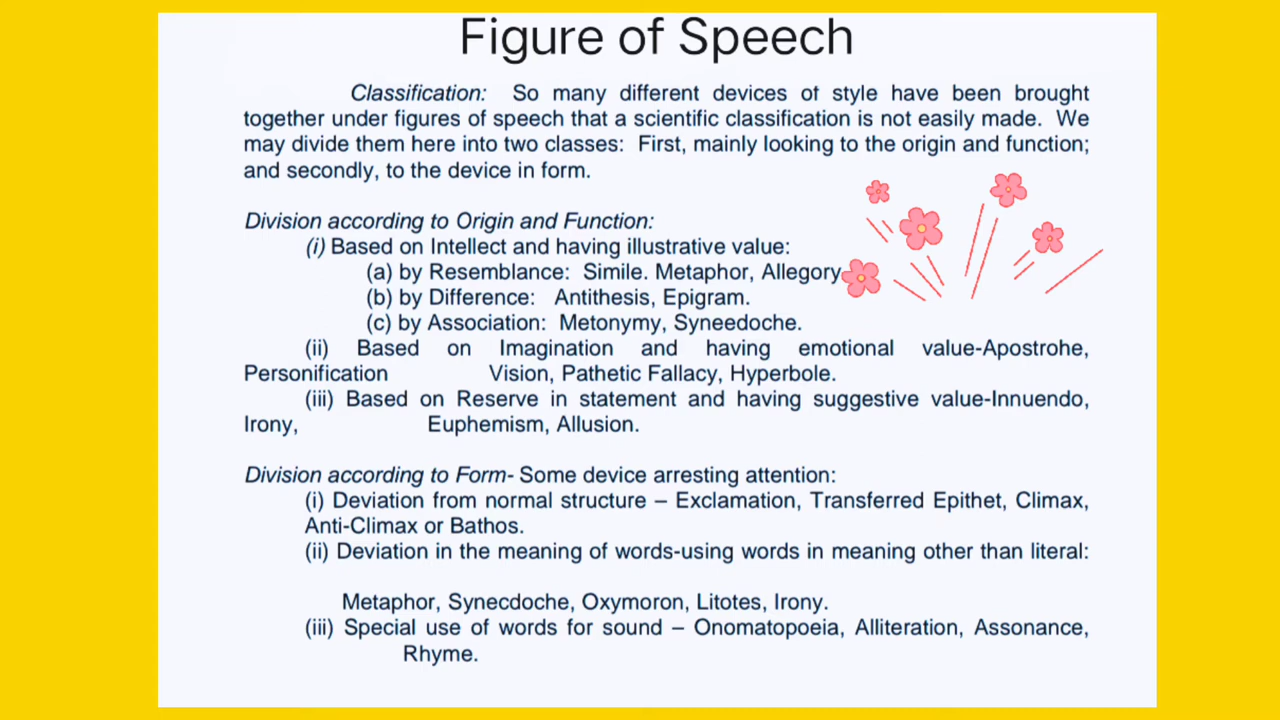 Figure of Speech
Classification: So many different devices of style have been brought
together under figures of speech that a scientific classification is not easily made. We
may divide them here into two classes: First, mainly looking to the origin and function;
and secondly, to the device in form.
Division according to Origin and Function:
(i) Based on Intellect and having illustrative value:
(a) by Resemblance: Simile. Metaphor, Allegory
(b) by Difference: Antithesis, Epigram.
(c) by Association: Metonymy, Syneedoche.
(ii) Based on Imagination and having emotional value-Apostrohe,
Personification Vision, Pathetic Fallacy, Hyperbole.
(iii) Based on Reserve in statement and having suggestive value-Innuendo,
Irony, Euphemism, Allusion.
Division according to Form- Some device arresting attention:
(i) Deviation from normal structure – Exclamation, Transferred Epithet, Climax,
Anti-Climax or Bathos.
(ii) Deviation in the meaning of words-using words in meaning other than literal:
Metaphor, Synecdoche, Oxymoron, Litotes, Irony.
(iii) Special use of words for sound – Onomatopoeia, Alliteration, Assonance,
Rhyme.